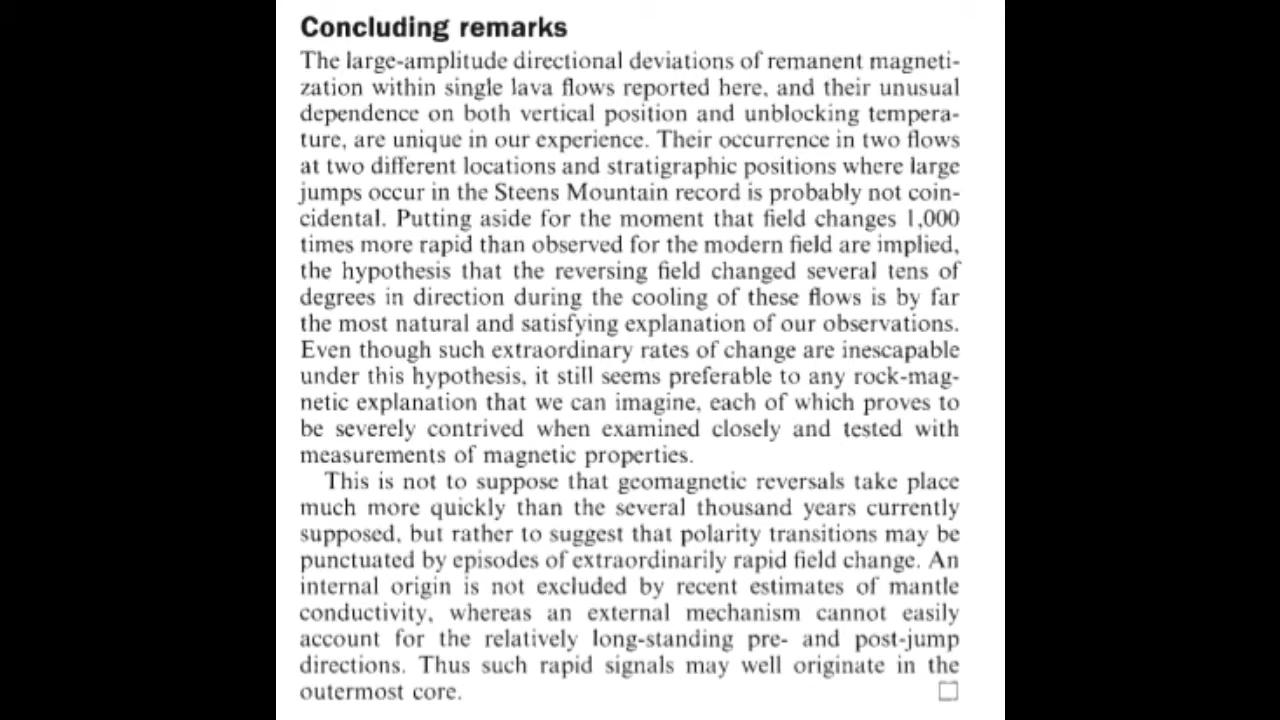 Concluding remarks
The large-amplitude directional deviations of remanent magneti-
zation within single lava flows reported here, and their unusual
dependence on both vertical position and unblocking tempera-
ture, are unique in our experience. Their occurrence in two flows
at two different locations and stratigraphic positions where large
jumps occur in the Steens Mountain record is probably not coin-
cidental. Putting aside for the moment that field changes 1,000
times more rapid than observed for the modern field are implied,
the hypothesis that the reversing field changed several tens of
degrees in direction during the cooling of these flows is by far
the most natural and satisfying explanation of our observations.
Even though such extraordinary rates of change are inescapable
under this hypothesis, it still seems preferable to any rock-mag-
netic explanation that we can imagine, each of which proves to
be severely contrived when examined closely and tested with
measurements of magnetic properties.
This is not to suppose that geomagnetic reversals take place
much more quickly than the several thousand years currently
supposed, but rather to suggest that polarity transitions may be
punctuated by episodes of extraordinarily rapid field change. An
internal origin is not excluded by recent estimates of mantle
conductivity, whereas an external mechanism cannot easily
account for the relatively long-standing pre- and post-jump
directions. Thus such rapid signals may well originate in the
outermost core. □